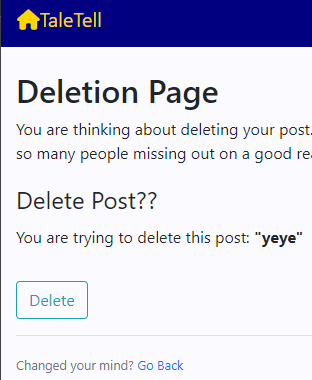 TaleTell
Deletion Page
You are thinking about deleting your post.
so many people missing out on a good
Delete Post??
You are trying to delete this post: "yeye"
Delete
Changed your mind? Go Back